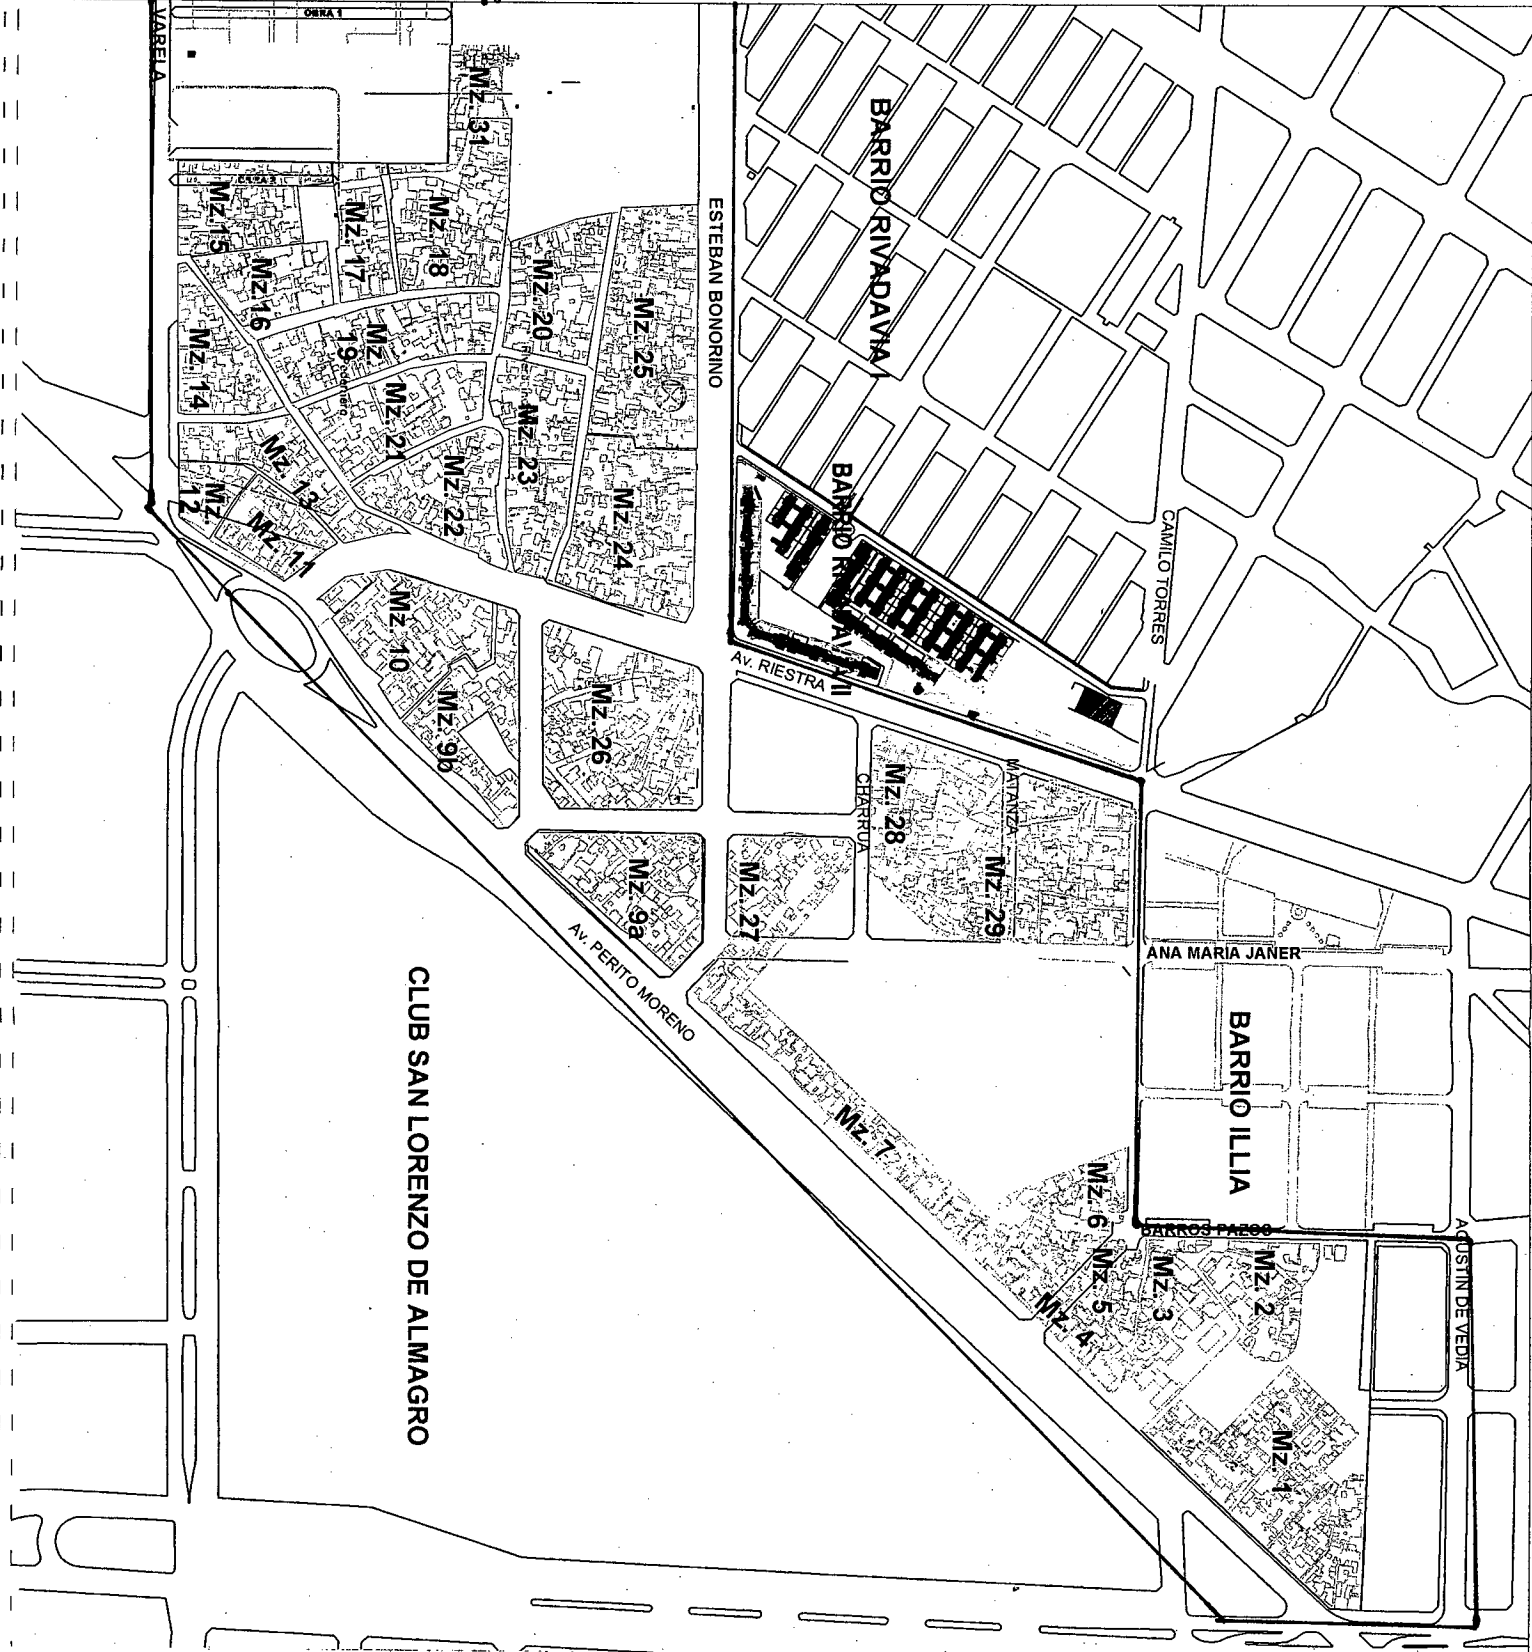 OBRA 1
VARELA
Mz. 31
OBRA 2
Mz. 15
Mz. 17
Mz. 18
Mz. 16
Mz. 20
Mz. 25
Mz. 14
Mz.
19
Mz. 21
Mz. 23
Mz. 22
Mz. 24
Mz. 13
Mz.
12
Mz. 11
ESTEBAN BONORINO
BARRIO RIVADAVIA I
BARRIO RIVADAVIA II
CAMILO TORRES
Av. RIESTRA
Mz. 10
Mz. 9b
Mz. 26
Mz. 28
MATANZA
CHARRUA
Mz. 29
Mz. 9a
Mz. 27
Av. PERITO MORENO
ANA MARIA JANER
BARRIO ILLIA
CLUB SAN LORENZO DE ALMAGRO
Mz. 7
Mz. 6
BARROS PAZOS
AGUSTIN DE VEDIA
Mz. 5
Mz. 4
Mz. 3
Mz. 2
Mz. 1